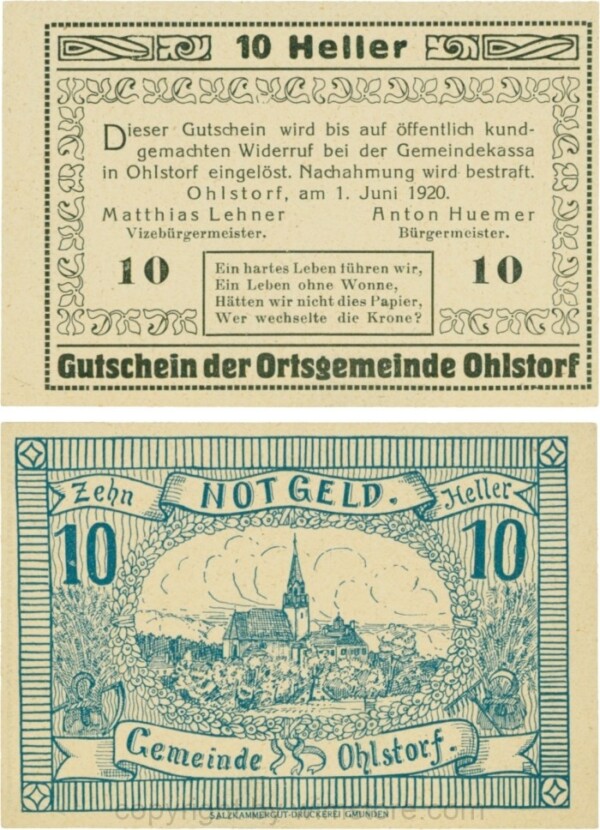 10 Heller
Dieser Gutschein wird bis auf öffentlich kund-
gemachten Widerruf bei der Gemeindekassa
in Ohlstorf eingelöst. Nachahmung wird bestraft.
Ohlstorf, am 1. Juni 1920.
Matthias Lehner Anton Huemer
Vizebürgermeister. Bürgermeister.
10 10
Ein hartes Leben führen wir,
Ein Leben ohne Wonne,
Hätten wir nicht dies Papier,
Wer wechselte die Krone?
Gutschein der Ortsgemeinde Ohlstorf
Zehn NOTGELD. Heller
10 10
Gemeinde Ohlstorf.
SALZKAMMERGUT-DRUCKEREI GMUNDEN